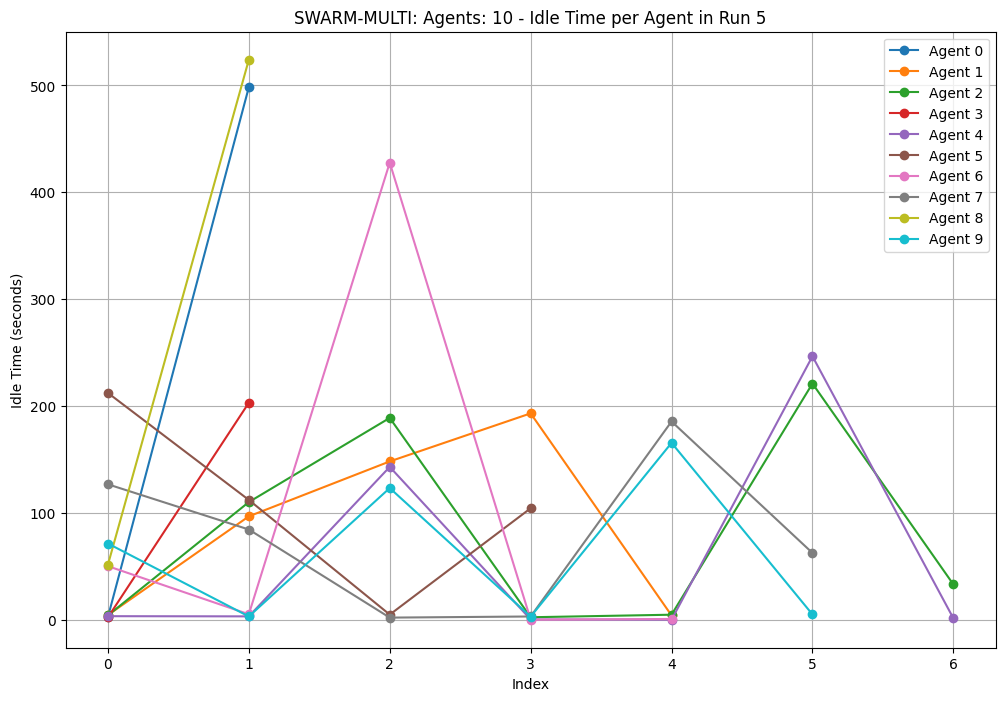 SWARM-MULTI: Agents: 10 - Idle Time per Agent in Run 5
Idle Time (seconds)
500
400
300
200
100
0
0 1 2 3 4 5 6
Index
Agent 0
Agent 1
Agent 2
Agent 3
Agent 4
Agent 5
Agent 6
Agent 7
Agent 8
Agent 9